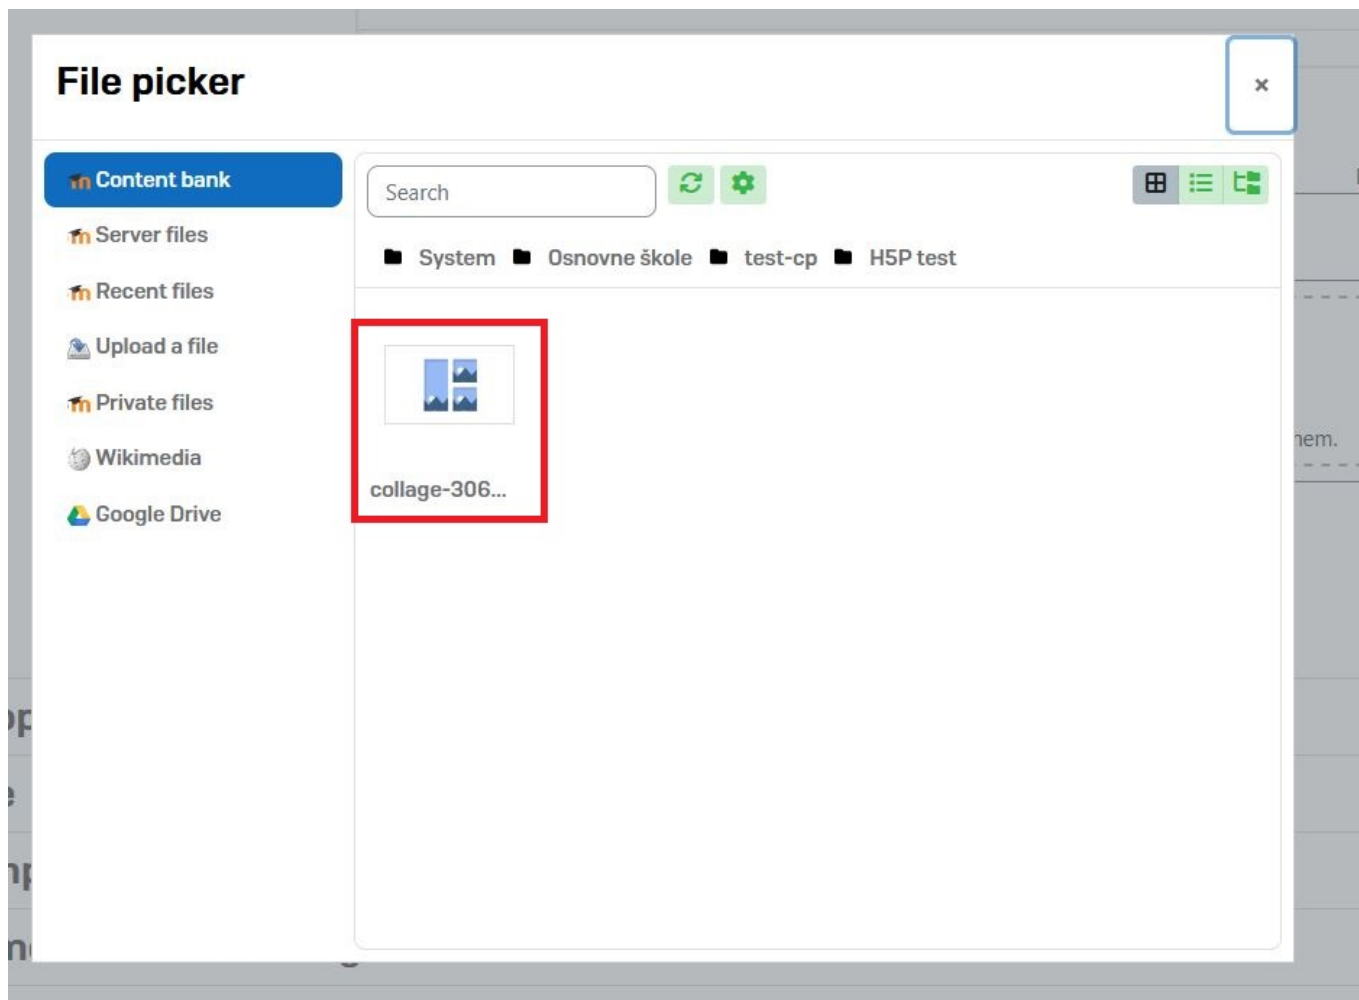 File picker
×
Content bank
Server files
Recent files
Upload a file
Private files
Wikimedia
Google Drive
Search
System Osnovne škole test-cp H5P test
collage-306...